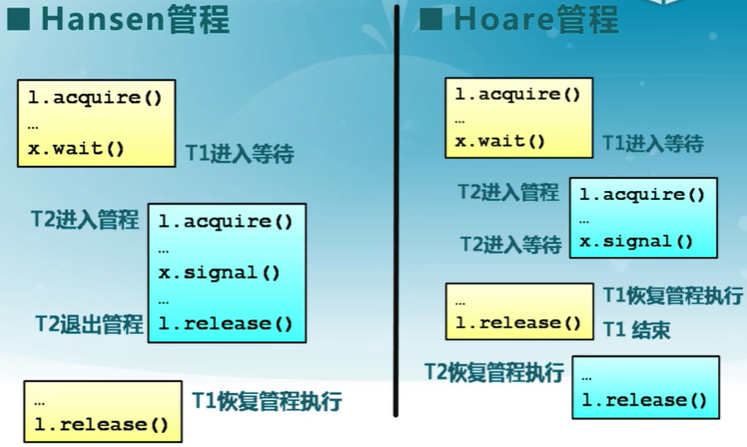 ■ Hansen管程
l.acquire()
…
x.wait()
T1进入等待
T2进入管程
l.acquire()
…
x.signal()
…
T2退出管程
l.release()
…
l.release()
T1恢复管程执行
■ Hoare管程
l.acquire()
…
x.wait()
T1进入等待
T2进入管程
l.acquire()
…
T2进入等待
x.signal()
…
T1恢复管程执行
l.release()
T1 结束
T2恢复管程执行
…
l.release()